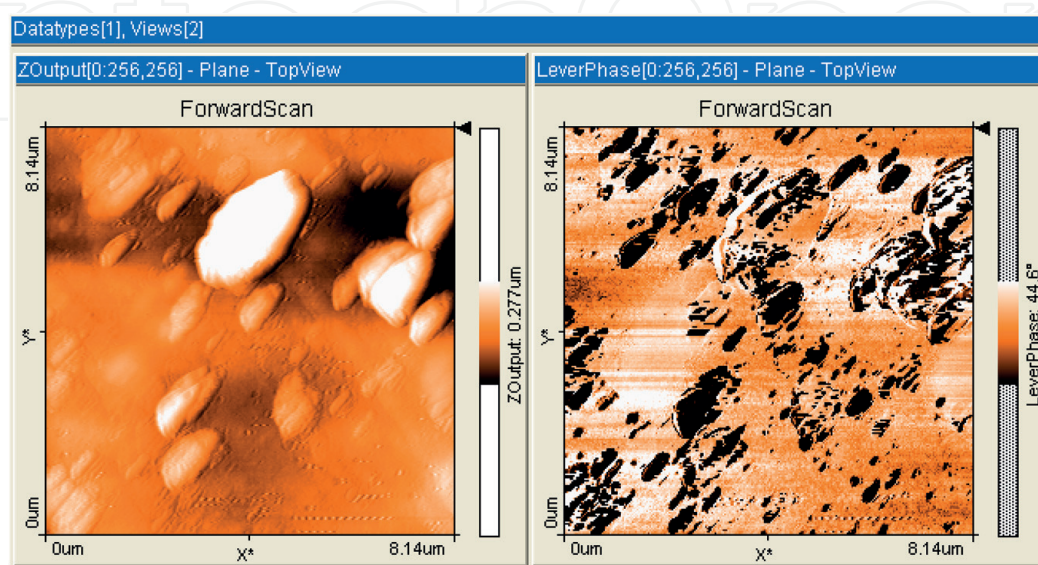 Datatypes[1], Views[2]
ZOutput[0:256,256] - Plane - TopView
ForwardScan
8.14um
Y*
0um
0um
X*
8.14um
ZOutput: 0.277um
LeverPhase[0:256,256] - Plane - TopView
ForwardScan
8.14um
Y*
0um
0um
X*
8.14um
LeverPhase: 44.6°